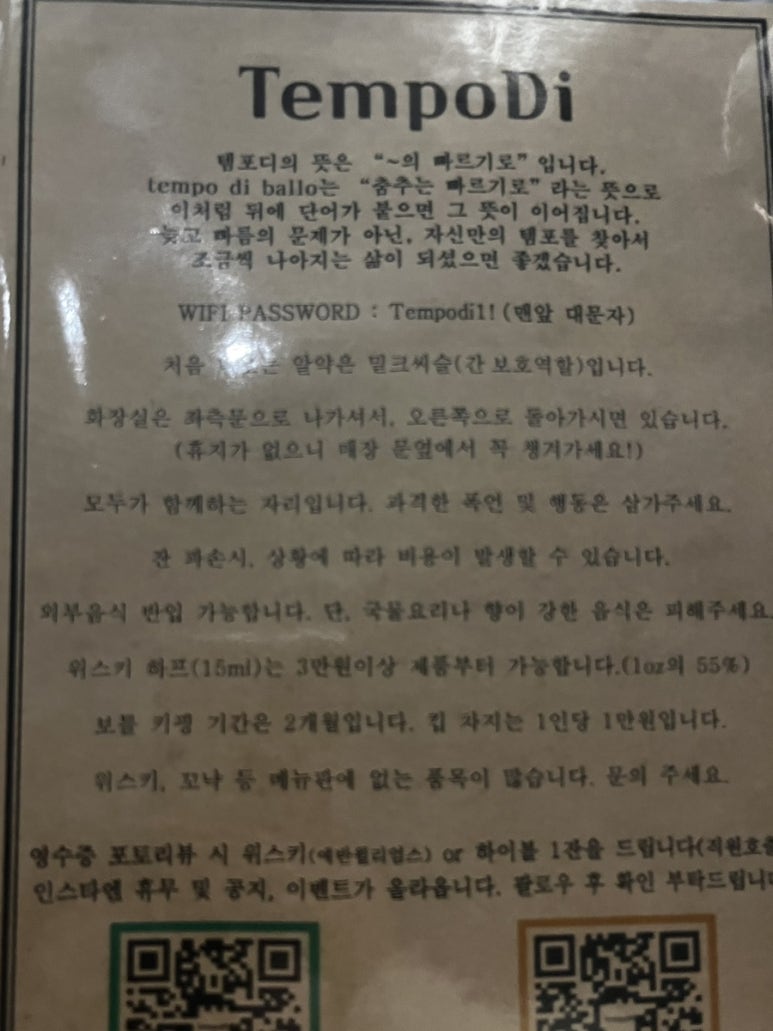 TempoDi
템포디의 뜻은 “~의 빠르기로” 입니다.
tempo di ballo는 “춤추는 빠르기로” 라는 뜻으로
이처럼 뒤에 단어가 붙으면 그 뜻이 이어집니다.
늦고 빠름의 문제가 아닌, 자신만의 템포를 찾아서
조금씩 나아지는 삶이 되셨으면 좋겠습니다.
WIFI PASSWORD : Tempodi1! (맨앞 대문자)
처음 알약은 밀크씨슬(간 보호역할)입니다.
화장실은 좌측문으로 나가셔서, 오른쪽으로 돌아가시면 있습니다.
(휴지가 없으니 매장 문옆에서 꼭 챙겨가세요!)
모두가 함께하는 자리입니다. 과격한 폭언 및 행동은 삼가주세요.
잔 파손시, 상황에 따라 비용이 발생할 수 있습니다.
외부음식 반입 가능합니다. 단, 국물요리나 향이 강한 음식은 피해주세요.
위스키 하프(15ml)는 3만원이상 제품부터 가능합니다.(1oz의 55%)
보틀 키핑 기간은 2개월입니다. 킵 차지는 1인당 1만원입니다.
위스키, 꼬냑 등 메뉴판에 없는 품목이 많습니다. 문의 주세요.
영수증 포토리뷰 시 위스키(에반윌리엄스) or 하이볼 1잔을 드립니다(직원호출
인스타엔 휴무 및 공지, 이벤트가 올라옵니다. 팔로우 후 확인 부탁드립니다